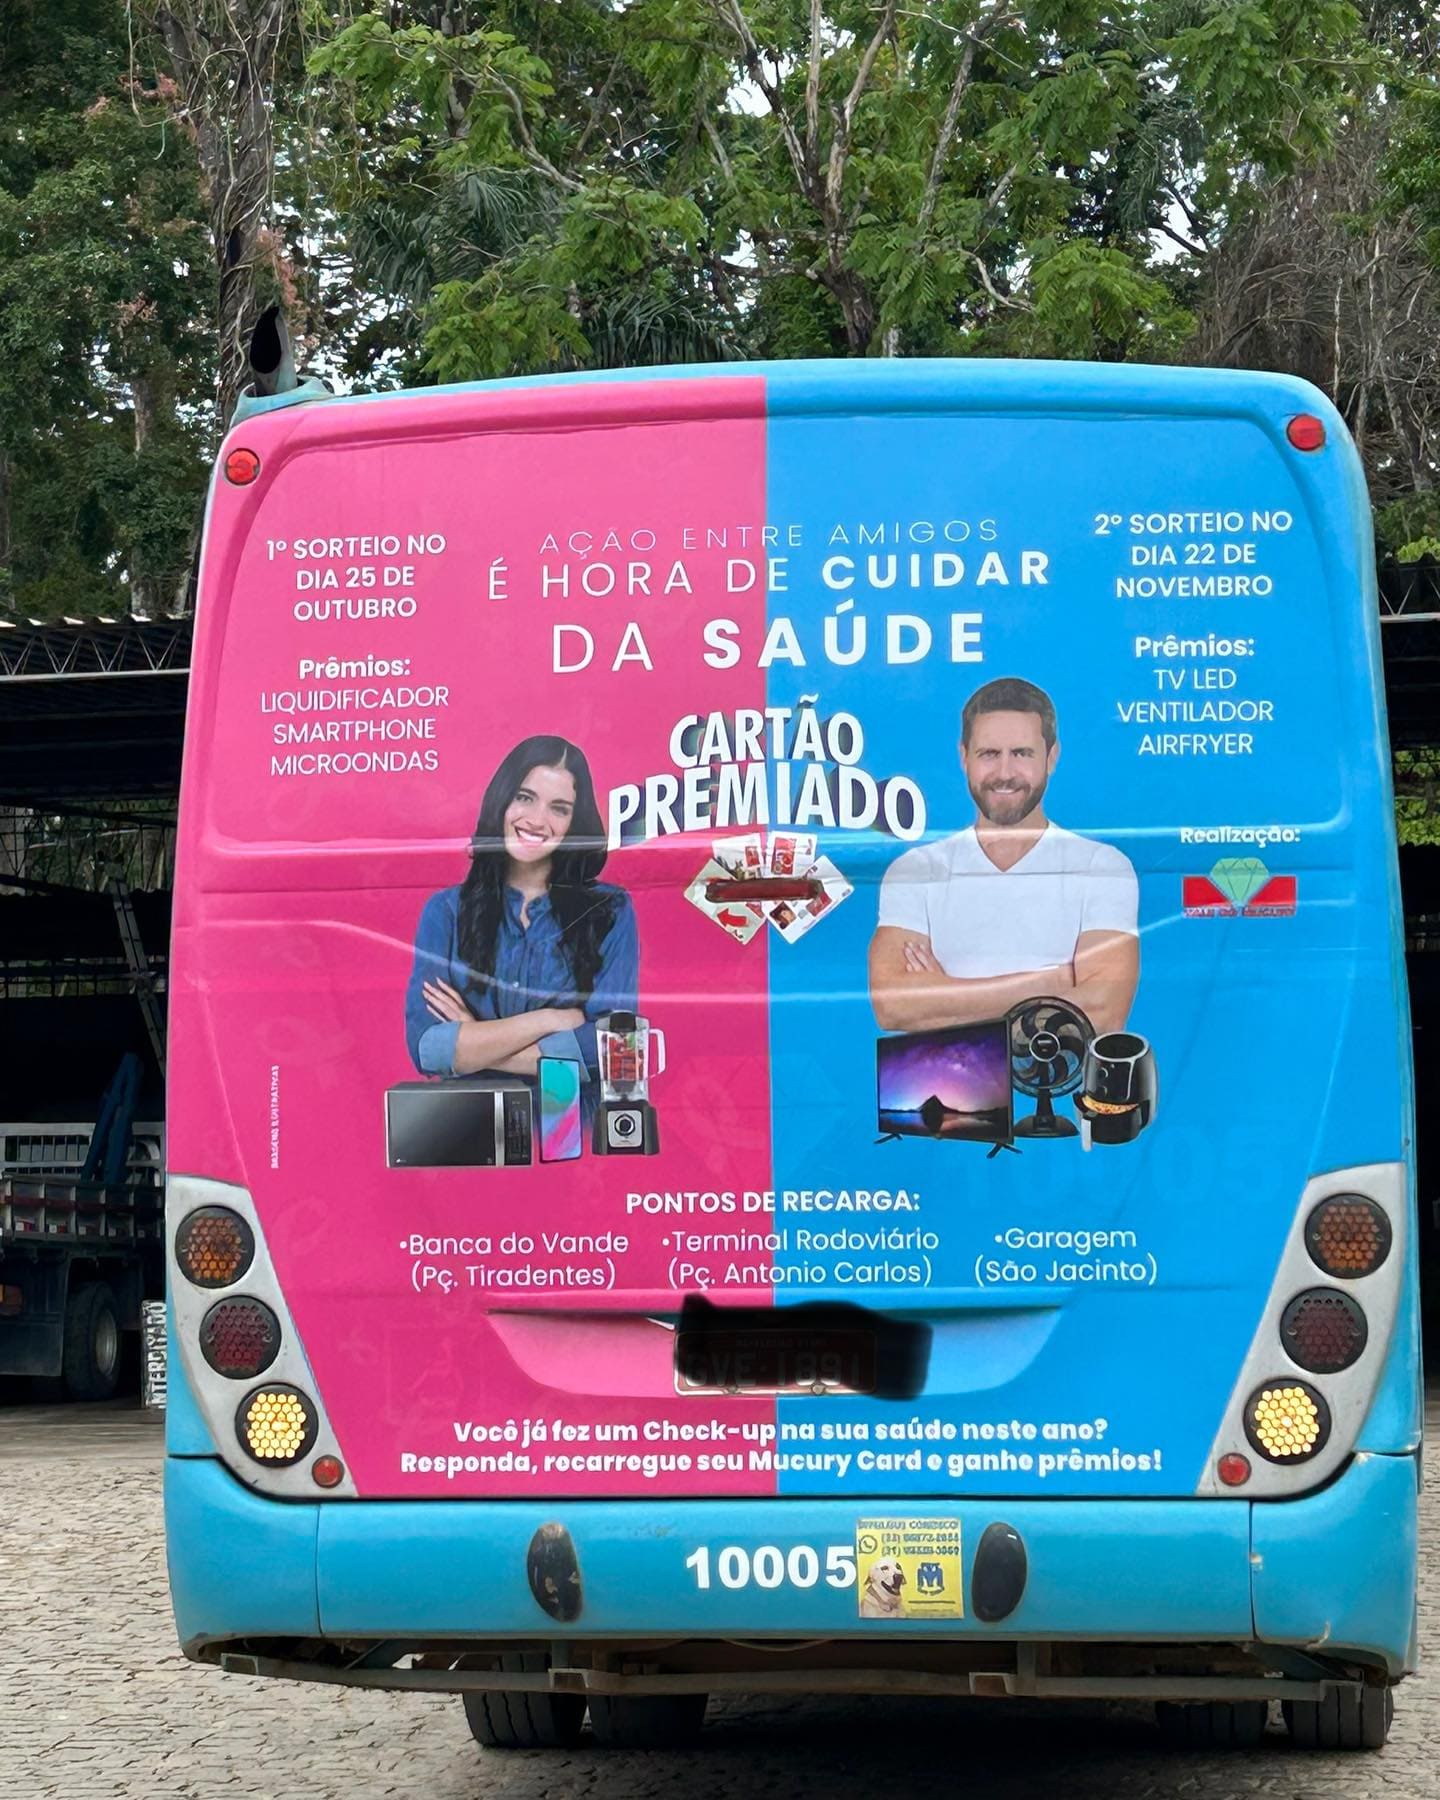 1º SORTEIO NO
DIA 25 DE
OUTUBRO
Prêmios:
LIQUIDIFICADOR
SMARTPHONE
MICROONDAS
AÇÃO ENTRE AMIGOS
É HORA DE CUIDAR
DA SAÚDE
CARTÃO
PREMIADO
2º SORTEIO NO
DIA 22 DE
NOVEMBRO
Prêmios:
TV LED
VENTILADOR
AIRFRYER
Realização:
PONTOS DE RECARGA:
•Banca do Vande
(Pç. Tiradentes)
•Terminal Rodoviário
(Pç. Antonio Carlos)
•Garagem
(São Jacinto)
Você já fez um Check-up na sua saúde neste ano?
Responda, recarregue seu Mucury Card e ganhe prêmios!
10005
INTERDITADO